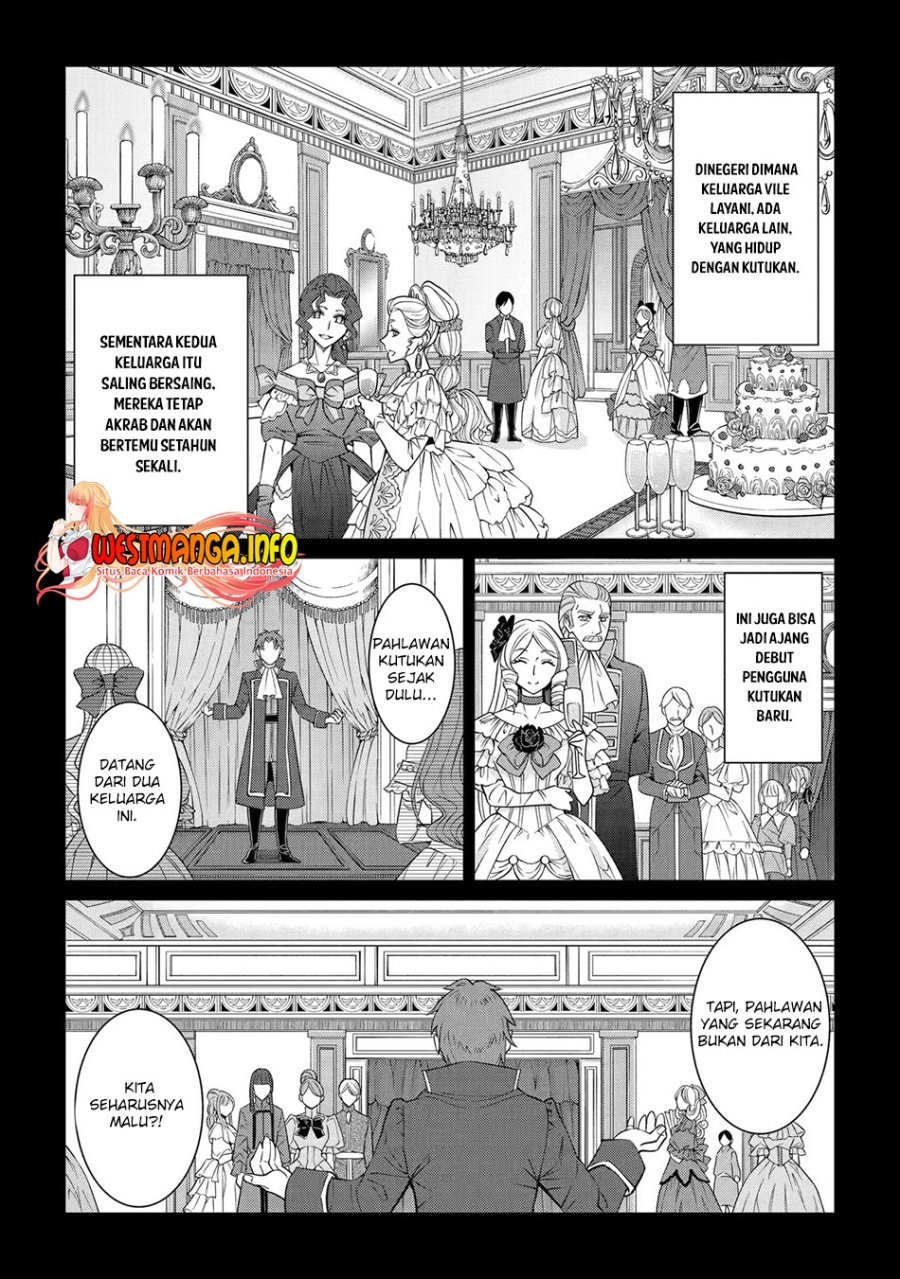 DINEGERI DIMANA
KELUARGA VILE
LAYANI, ADA
KELUARGA LAIN,
YANG HIDUP
DENGAN KUTUKAN.
SEMENTARA KEDUA
KELUARGA ITU
SALING BERSAING,
MEREKA TETAP
AKRAB DAN AKAN
BERTEMU SETAHUN
SEKALI.
WESTMANGA.INFO
Situs Baca Komik Berbahasa Indonesia
INI JUGA BISA
JADI AJANG
DEBUT
PENGGUNA
KUTUKAN
BARU.
PAHLAWAN
KUTUKAN
SEJAK
DULU...
DATANG
DARI DUA
KELUARGA
INI.
TAPI, PAHLAWAN
YANG SEKARANG
BUKAN DARI KITA.
KITA
SEHARUSNYA
MALU?!